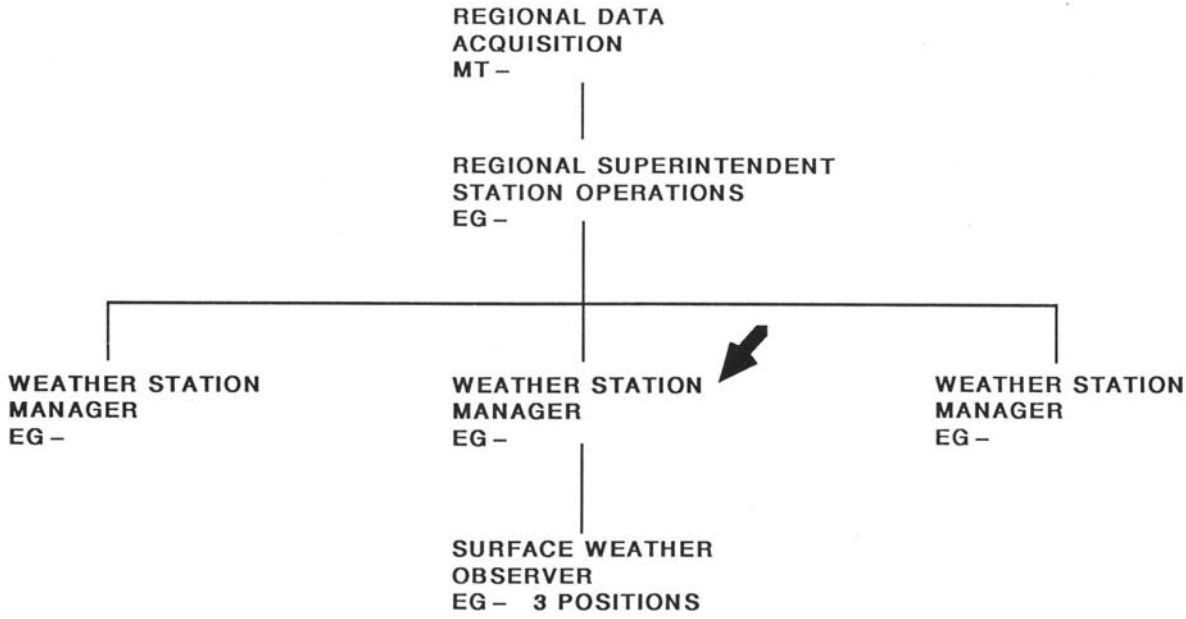 REGIONAL DATA
ACQUISITION
MT –
REGIONAL SUPERINTENDENT
STATION OPERATIONS
EG –
WEATHER STATION
MANAGER
EG –
WEATHER STATION
MANAGER
EG –
WEATHER STATION
MANAGER
EG –
SURFACE WEATHER
OBSERVER
EG – 3 POSITIONS